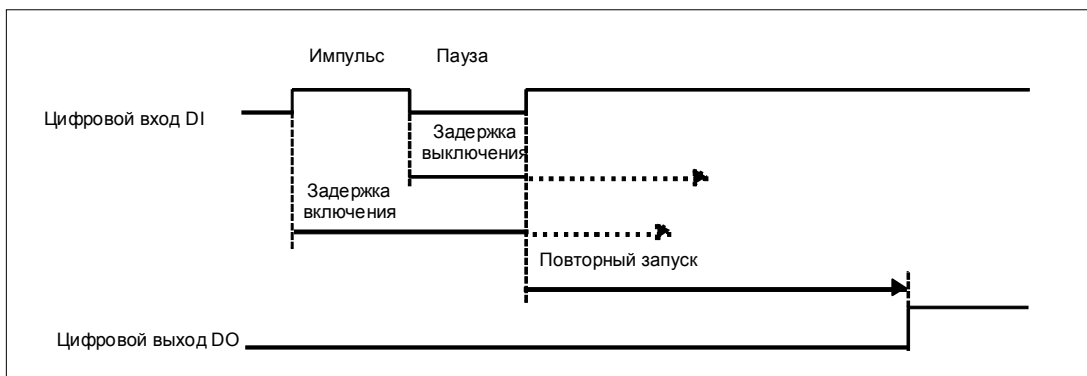 Импульс
Пауза
Цифровой вход DI
Задержка
выключения
Задержка
включения
Повторный запуск
Цифровой выход DO